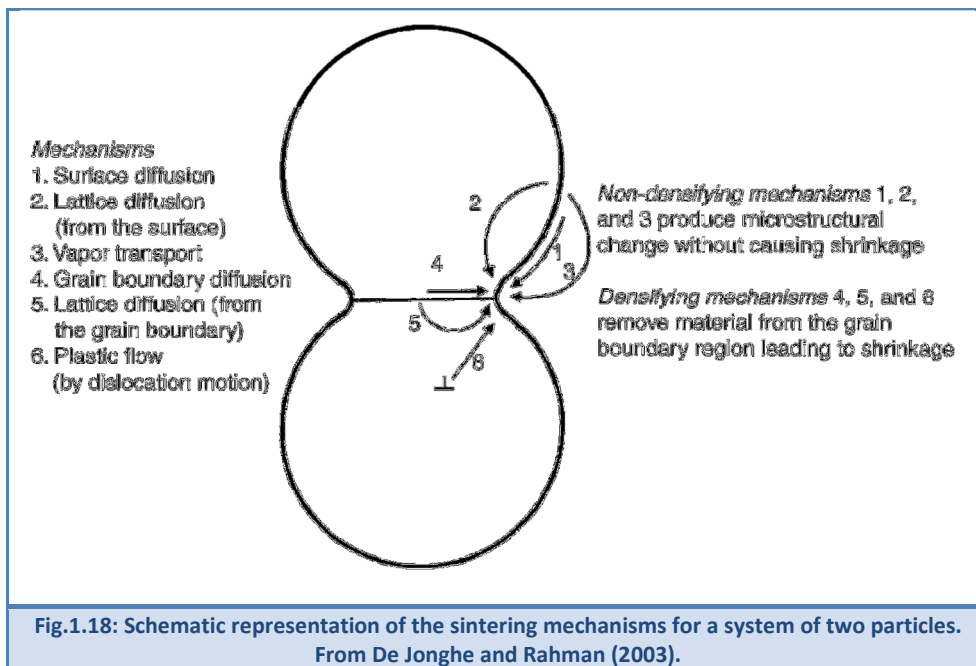 Mechanisms
1. Surface diffusion
2. Lattice diffusion
(from the surface)
3. Vapor transport
4. Grain boundary diffusion
5. Lattice diffusion (from
the grain boundary)
6. Plastic flow
(by dislocation motion)
2
1
3
4
5
6
Non-densifying mechanisms 1, 2,
and 3 produce microstructural
change without causing shrinkage
Densifying mechanisms 4, 5, and 6
remove material from the grain
boundary region leading to shrinkage
Fig.1.18: Schematic representation of the sintering mechanisms for a system of two particles.
From De Jonghe and Rahman (2003).